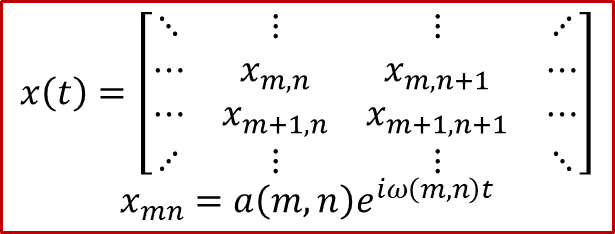 x(t) = [ ⋱ ⋮ ⋮ ⋰
⋯ x_{m,n} x_{m,n+1} ⋯
⋯ x_{m+1,n} x_{m+1,n+1} ⋯
⋰ ⋮ ⋮ ⋱ ]
x_{mn} = a(m,n)e^{iω(m,n)t}